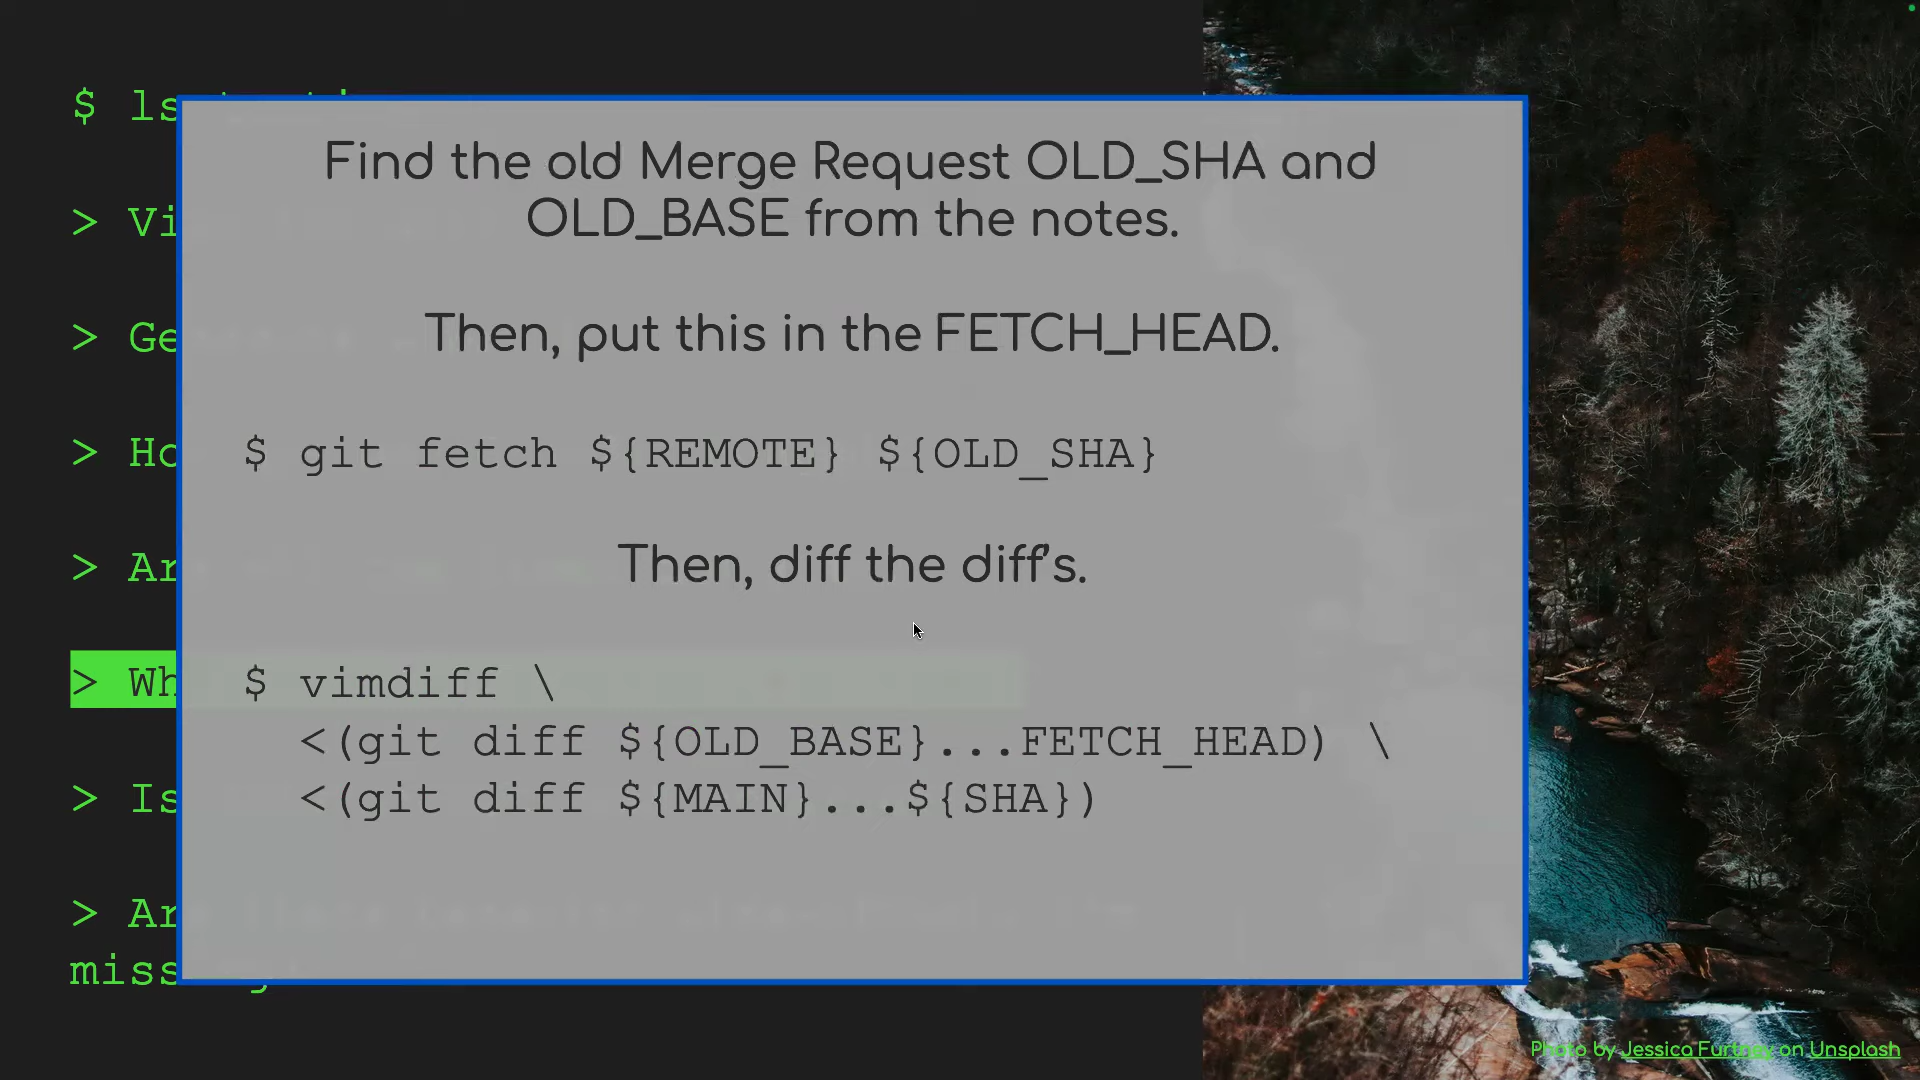 $ ls
Find the old Merge Request OLD_SHA and
OLD_BASE from the notes.
Then, put this in the FETCH_HEAD.
$ git fetch ${REMOTE} ${OLD_SHA}
Then, diff the diff's.
$ vimdiff \
<(git diff ${OLD_BASE}...FETCH_HEAD) \
<(git diff ${MAIN}...${SHA})
> Vi
> Ge
> Ho
> Ar
> Wh
> Is
> Ar
miss
Photo by Jessica Furtney on Unsplash